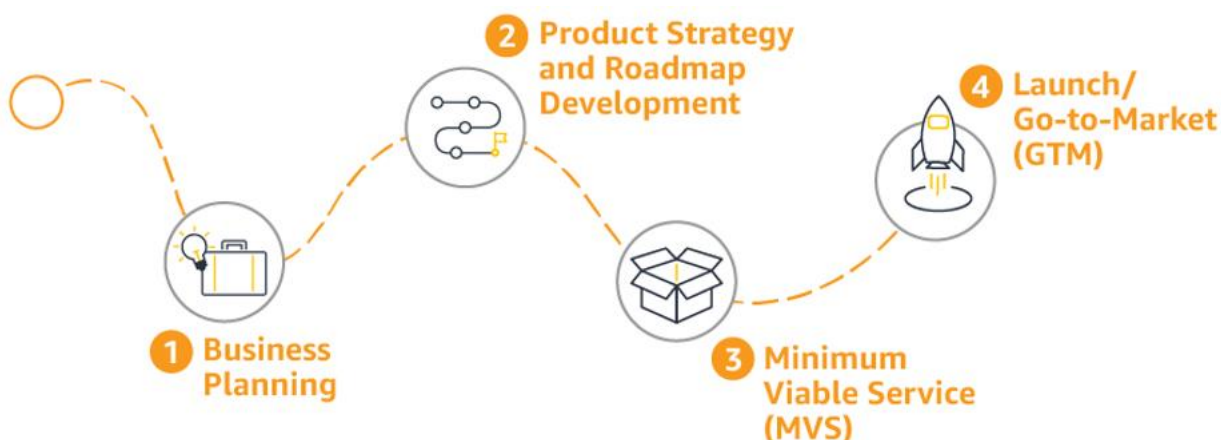 1 Business
Planning
2 Product Strategy
and Roadmap
Development
3 Minimum
Viable Service
(MVS)
4 Launch/
Go-to-Market
(GTM)